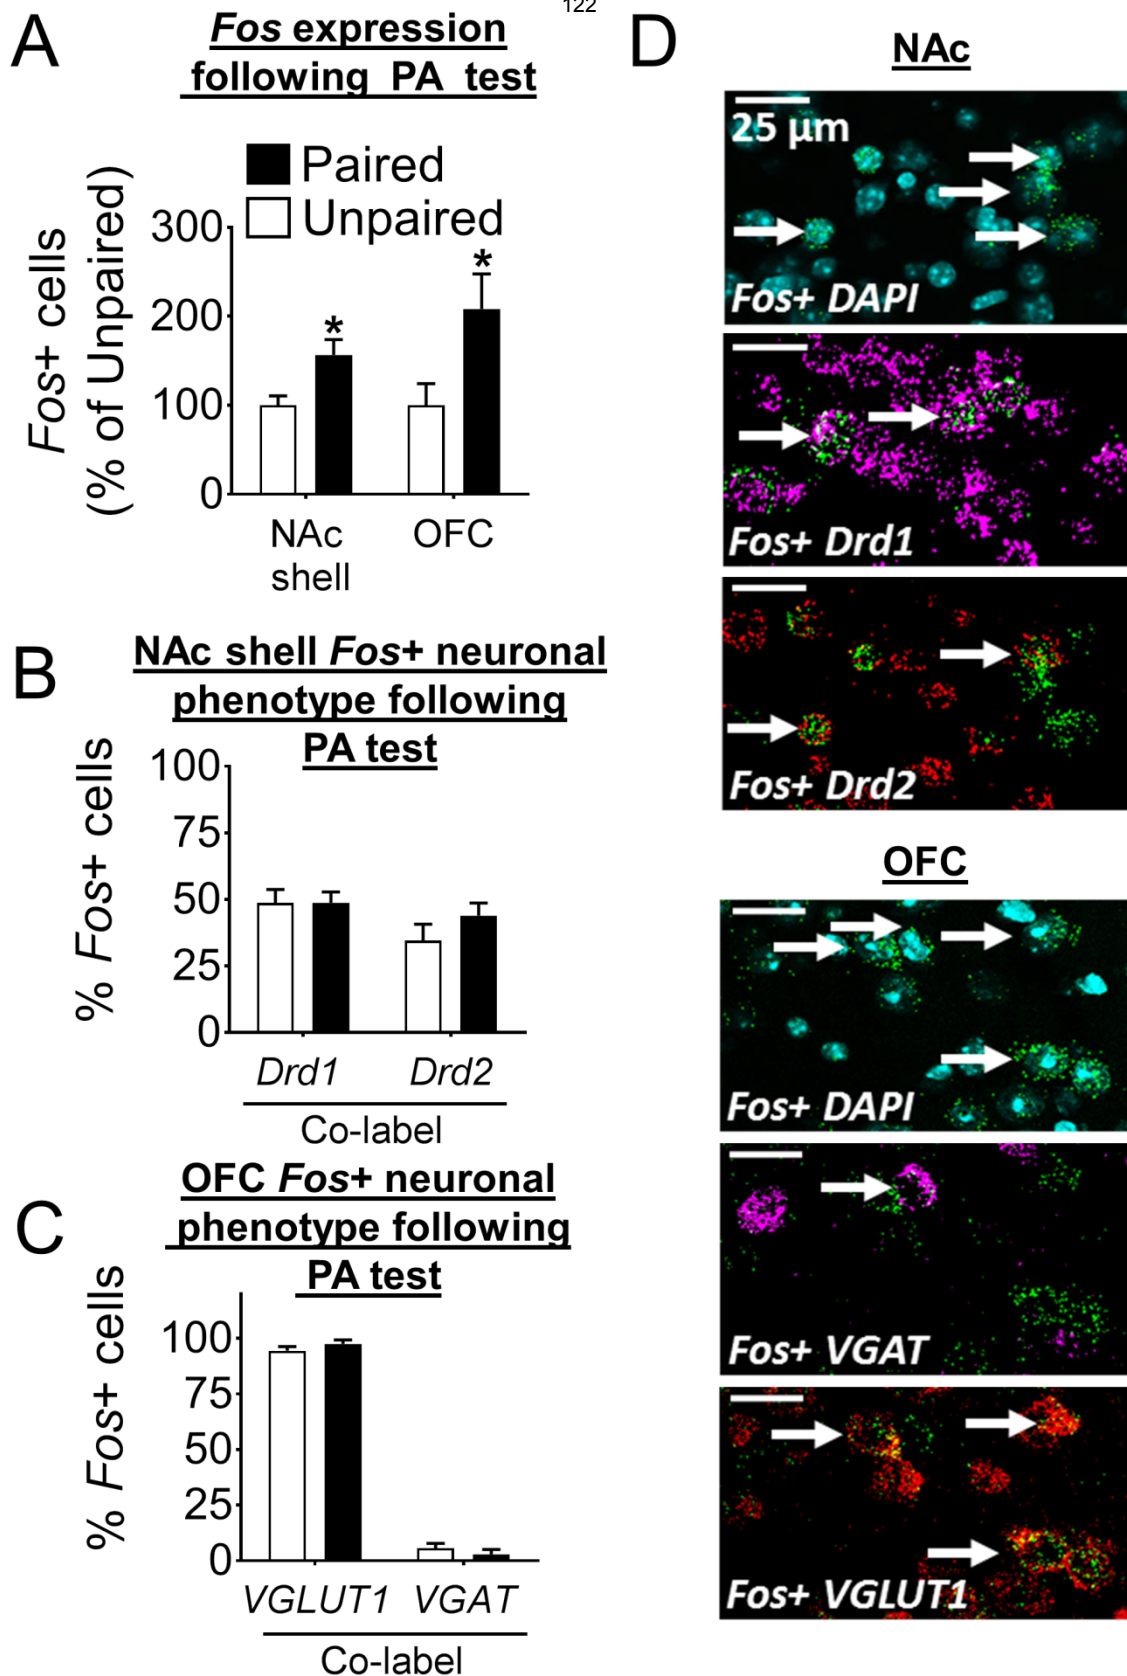 122
A
Fos expression
following PA test
Paired
Unpaired
Fos+ cells
(% of Unpaired)
300
200
100
0
*
*
NAc
shell
OFC
B
NAc shell Fos+ neuronal
phenotype following
PA test
% Fos+ cells
100
75
50
25
0
Drd1
Drd2
Co-label
C
OFC Fos+ neuronal
phenotype following
PA test
% Fos+ cells
100
75
50
25
0
VGLUT1
VGAT
Co-label
D
NAc
25 µm
Fos+ DAPI
Fos+ Drd1
Fos+ Drd2
OFC
Fos+ DAPI
Fos+ VGAT
Fos+ VGLUT1